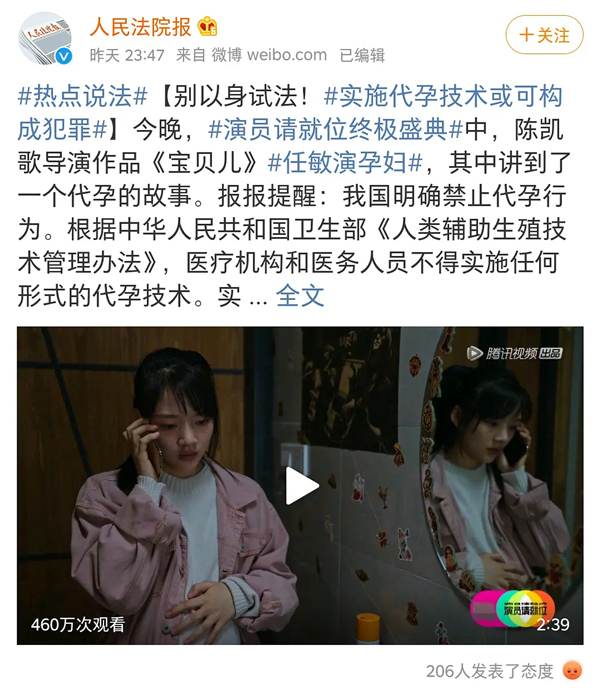 人民法院报
昨天 23:47 来自 微博 weibo.com 已编辑
+关注
#热点说法#【别以身试法！#实施代孕技术或可构
成犯罪#】今晚，#演员请就位终极盛典#中，陈凯
歌导演作品《宝贝儿》#任敏演孕妇#，其中讲到了
一个代孕的故事。报报提醒：我国明确禁止代孕行
为。根据中华人民共和国卫生部《人类辅助生殖技
术管理办法》，医疗机构和医务人员不得实施任何
形式的代孕技术。实 ... 全文
腾讯视频 出品
演员请就位
460万次观看
2:39
206人发表了态度